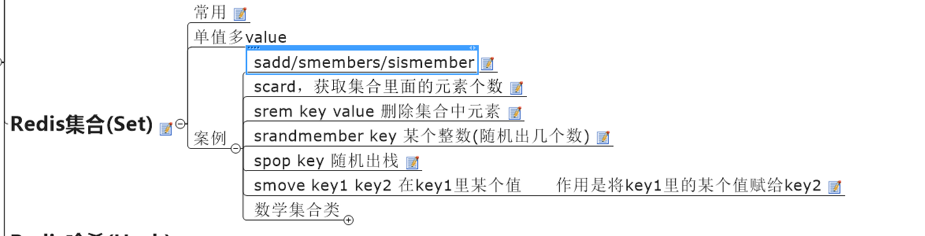 常用
单值多value
sadd/smembers/sismember
scard，获取集合里面的元素个数
srem key value 删除集合中元素
Redis集合(Set)
案例
srandmember key 某个整数(随机出几个数)
spop key 随机出栈
smove key1 key2 在key1里某个值 作用是将key1里的某个值赋给key2
数学集合类